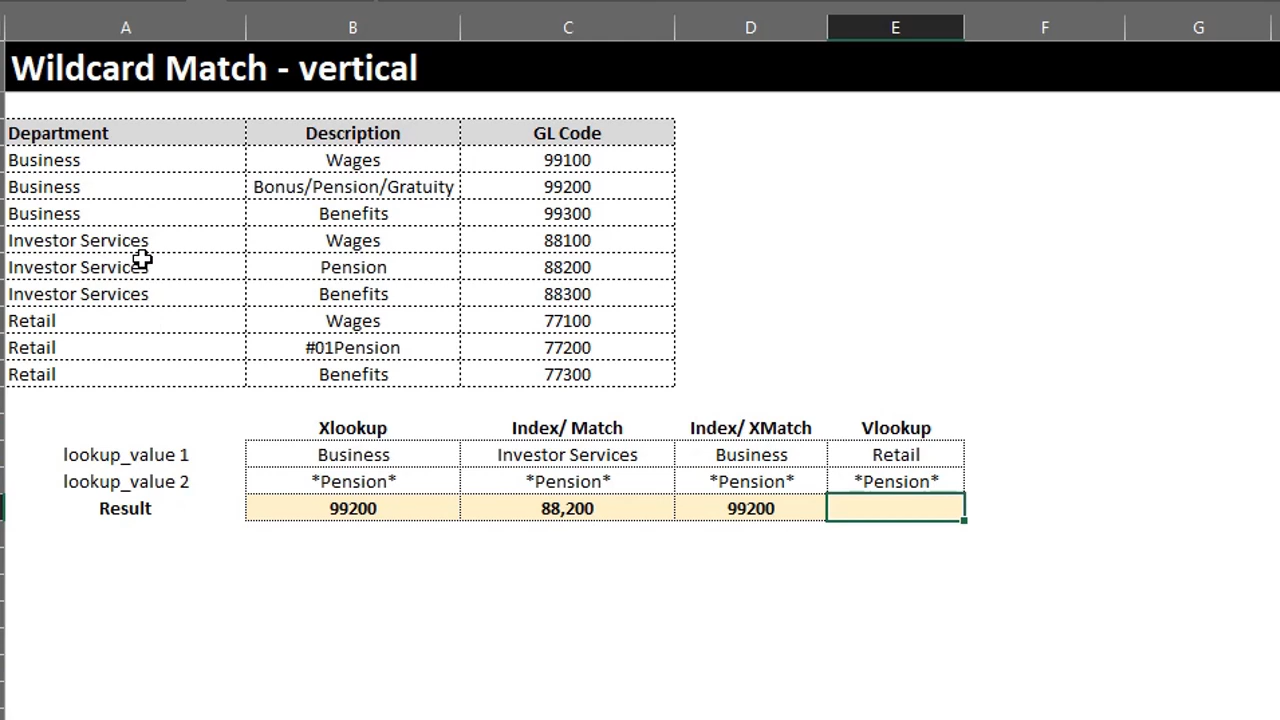 A B C D E F G
Wildcard Match - vertical
Department Description GL Code
Business Wages 99100
Business Bonus/Pension/Gratuity 99200
Business Benefits 99300
Investor Services Wages 88100
Investor Services Pension 88200
Investor Services Benefits 88300
Retail Wages 77100
Retail #01Pension 77200
Retail Benefits 77300
Xlookup Index/ Match Index/ XMatch Vlookup
lookup_value 1 Business Investor Services Business Retail
lookup_value 2 *Pension* *Pension* *Pension* *Pension*
Result 99200 88,200 99200